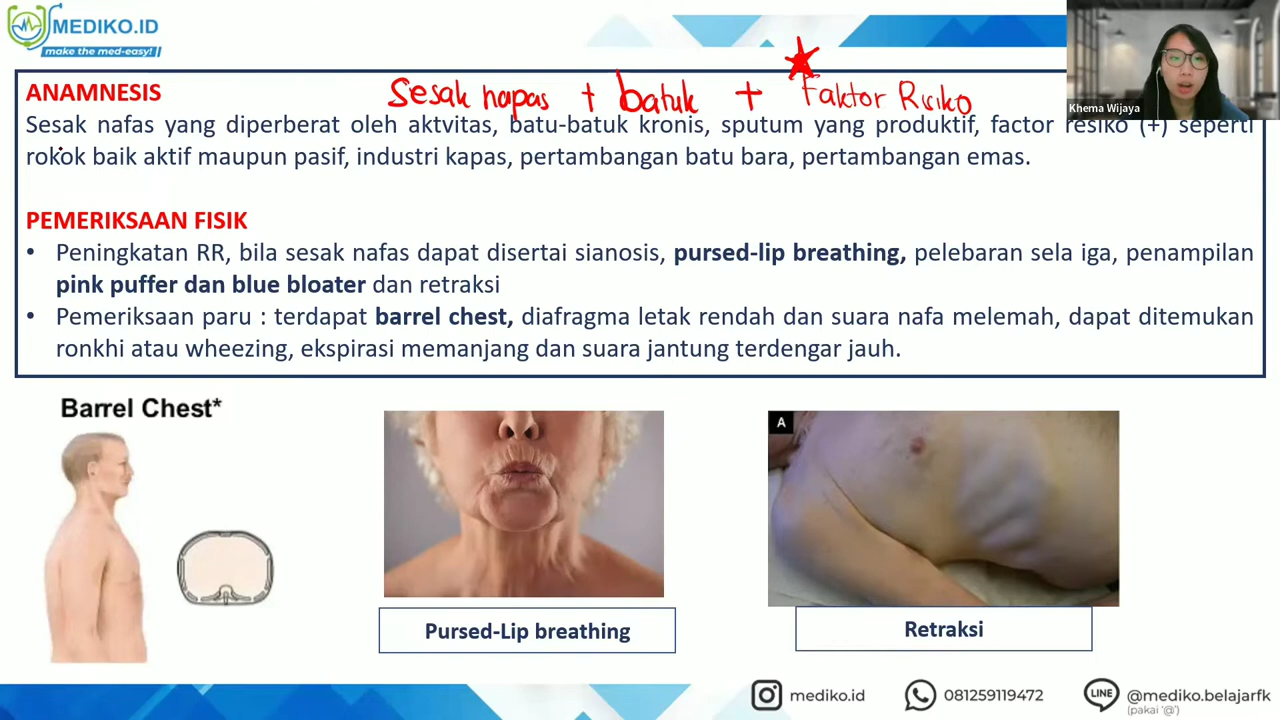 MEDIKO.ID
make the med-easy!
Khema Wijaya
Sesak napas + batuk + Faktor Risiko
ANAMNESIS
Sesak nafas yang diperberat oleh aktvitas, batu-batuk kronis, sputum yang produktif, factor resiko (+) seperti
rokok baik aktif maupun pasif, industri kapas, pertambangan batu bara, pertambangan emas.
PEMERIKSAAN FISIK
• Peningkatan RR, bila sesak nafas dapat disertai sianosis, pursed-lip breathing, pelebaran sela iga, penampilan
pink puffer dan blue bloater dan retraksi
• Pemeriksaan paru : terdapat barrel chest, diafragma letak rendah dan suara nafa melemah, dapat ditemukan
ronkhi atau wheezing, ekspirasi memanjang dan suara jantung terdengar jauh.
Barrel Chest*
A
Pursed-Lip breathing
Retraksi
mediko.id
081259119472
LINE
@mediko.belajarfk
(pakai '@')